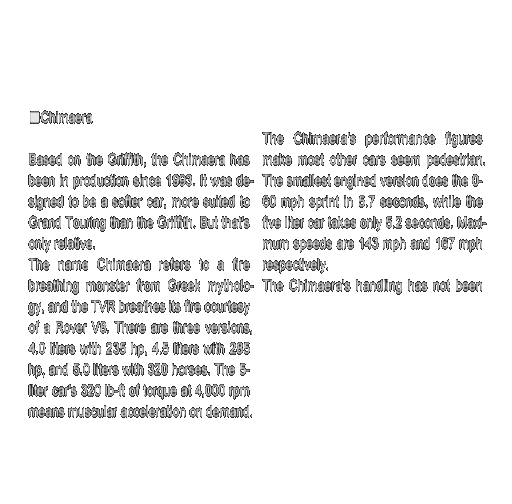 Chimaera
Based on the Griffith, the Chimaera has
been in production since 1993. It was de-
signed to be a softer car, more suited to
Grand Touring than the Griffith. But that's
only relative.
The name Chimaera refers to a fire
breathing monster from Greek mytholo-
gy, and the TVR breathes its fire courtesy
of a Rover V8. There are three versions,
4.0 liters with 235 hp, 4.5 liters with 285
hp, and 5.0 liters with 320 horses. The 5-
liter car's 320 lb-ft of torque at 4,000 rpm
means muscular acceleration on demand.
The Chimaera's performance figures
make most other cars seem pedestrian.
The smallest engined version does the 0-
60 mph sprint in 5.7 seconds, while the
five liter car takes only 5.2 seconds. Maxi-
mum speeds are 143 mph and 167 mph
respectively.
The Chimaera's handling has not been